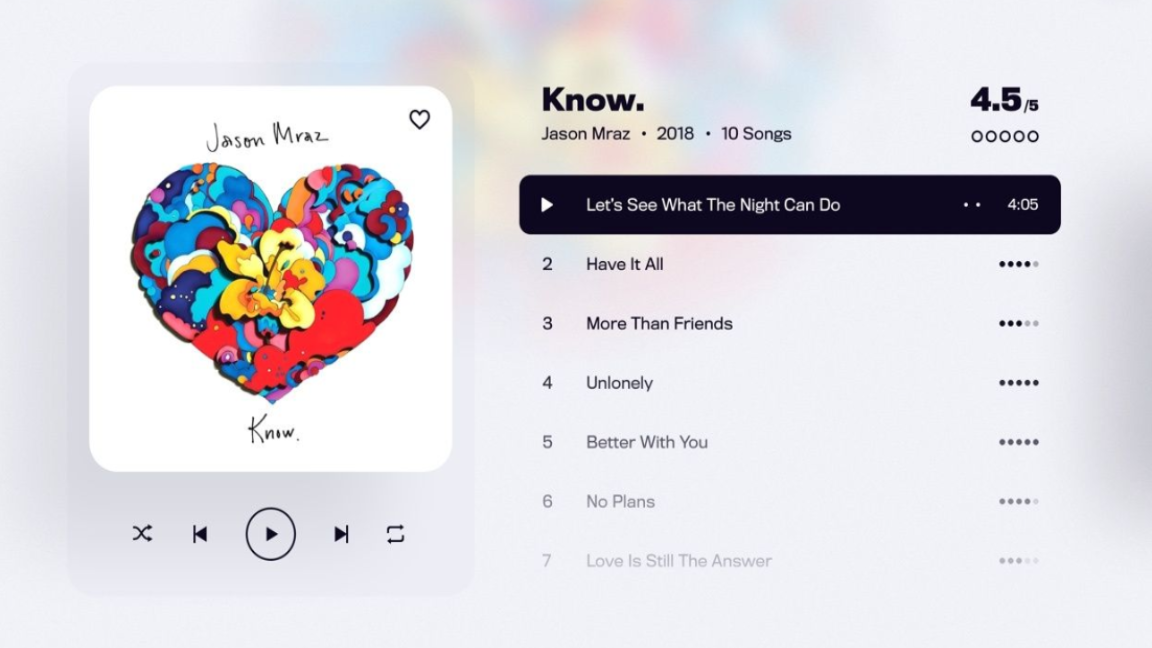 Jason Mraz
Know.
Know.
4.5/5
Jason Mraz • 2018 • 10 Songs
Let's See What The Night Can Do 4:05
2 Have It All
3 More Than Friends
4 Unlonely
5 Better With You
6 No Plans
7 Love Is Still The Answer